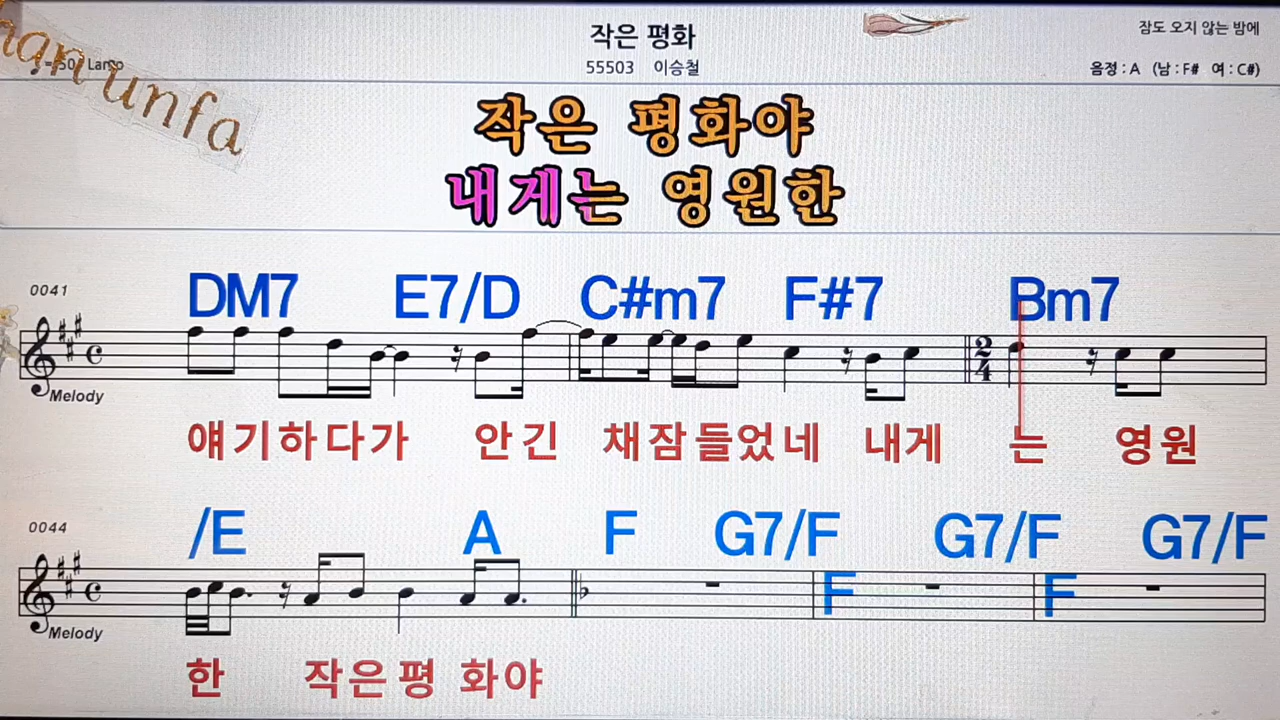 작은 평화
잠도 오지 않는 밤에
55503 이승철
음정 : A (남 : F# 여 : C#)
unfa
작은 평화야
내게는 영원한
0041
DM7 E7/D C#m7 F#7 Bm7
2
4
Melody
얘기하다가 안긴 채잠들었네 내게 는 영원
0044
/E A F G7/F G7/F G7/F
F F
Melody
한 작은평 화야